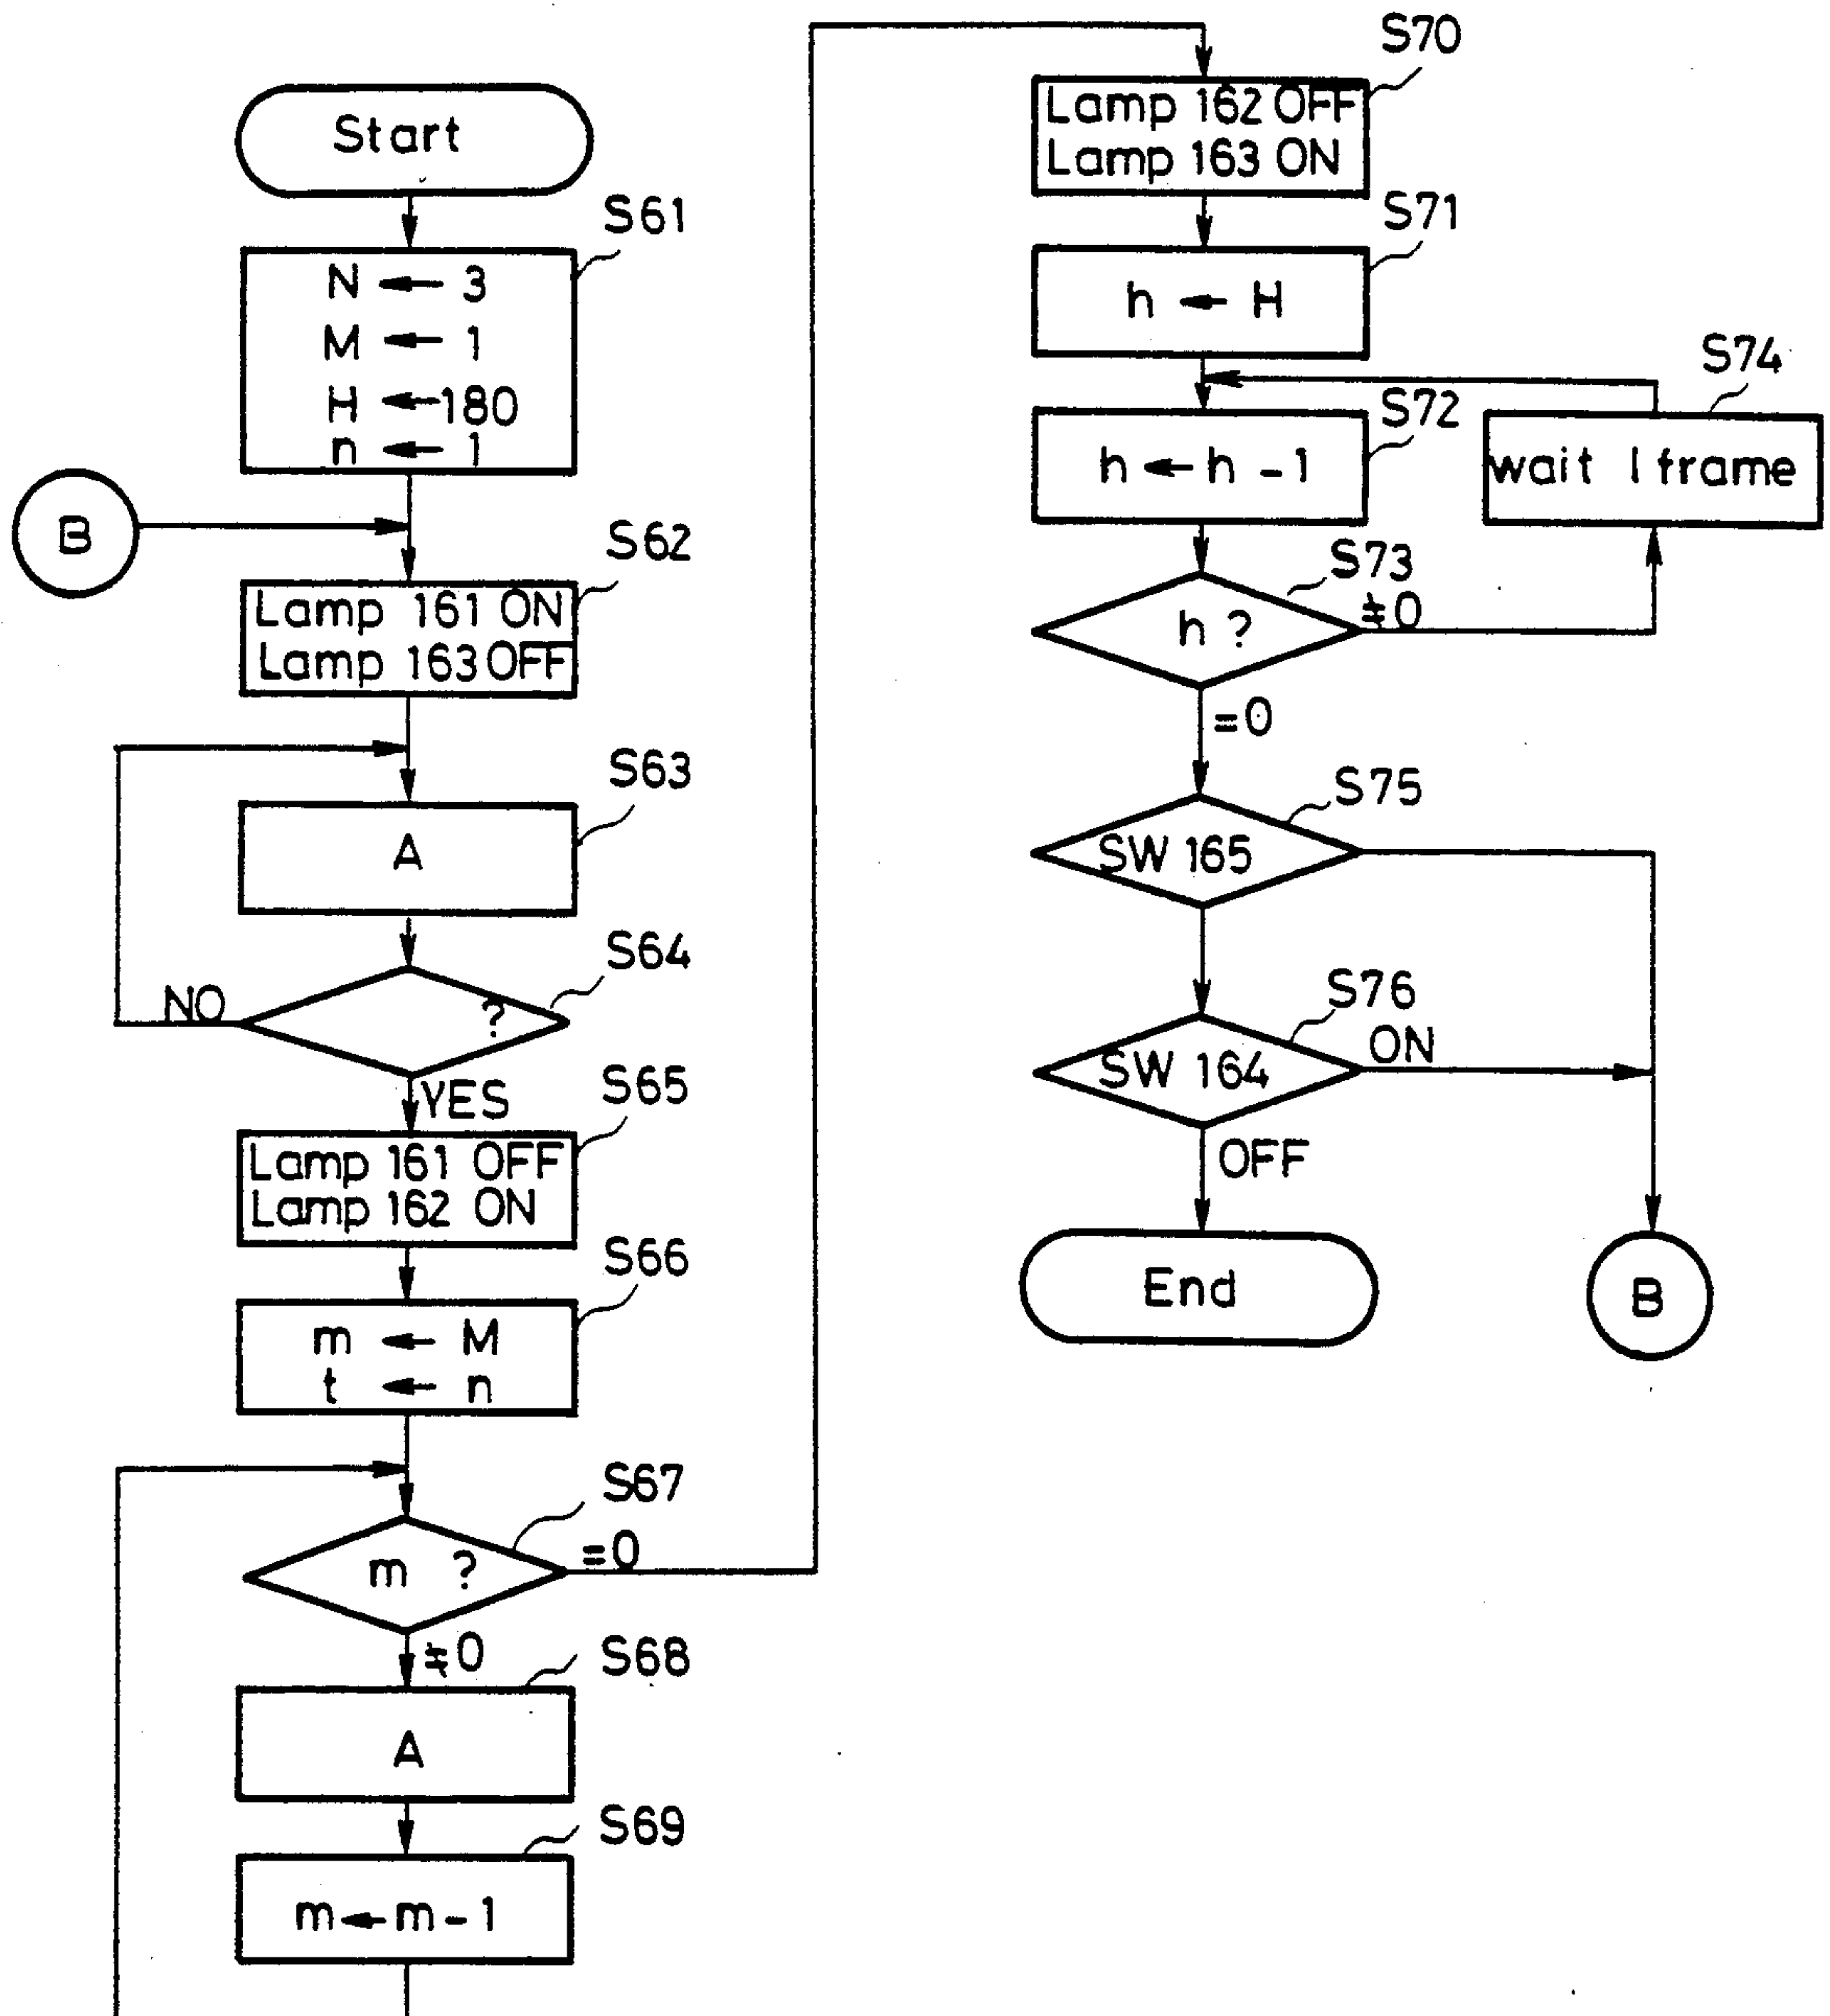 Start
S61
N ← 3
M ← 1
H ← 180
n ← 1
B
S62
Lamp 161 ON
Lamp 163 OFF
S63
A
S64
?
NO
YES
S65
Lamp 161 OFF
Lamp 162 ON
S66
m ← M
t ← n
S67
m ?
=0
≠0
S68
A
S69
m ← m - 1
S70
Lamp 162 OFF
Lamp 163 ON
S71
h ← H
S72
h ← h - 1
S74
wait 1 frame
S73
h ?
≠0
=0
S75
SW 165
S76
SW 164
ON
OFF
End
B